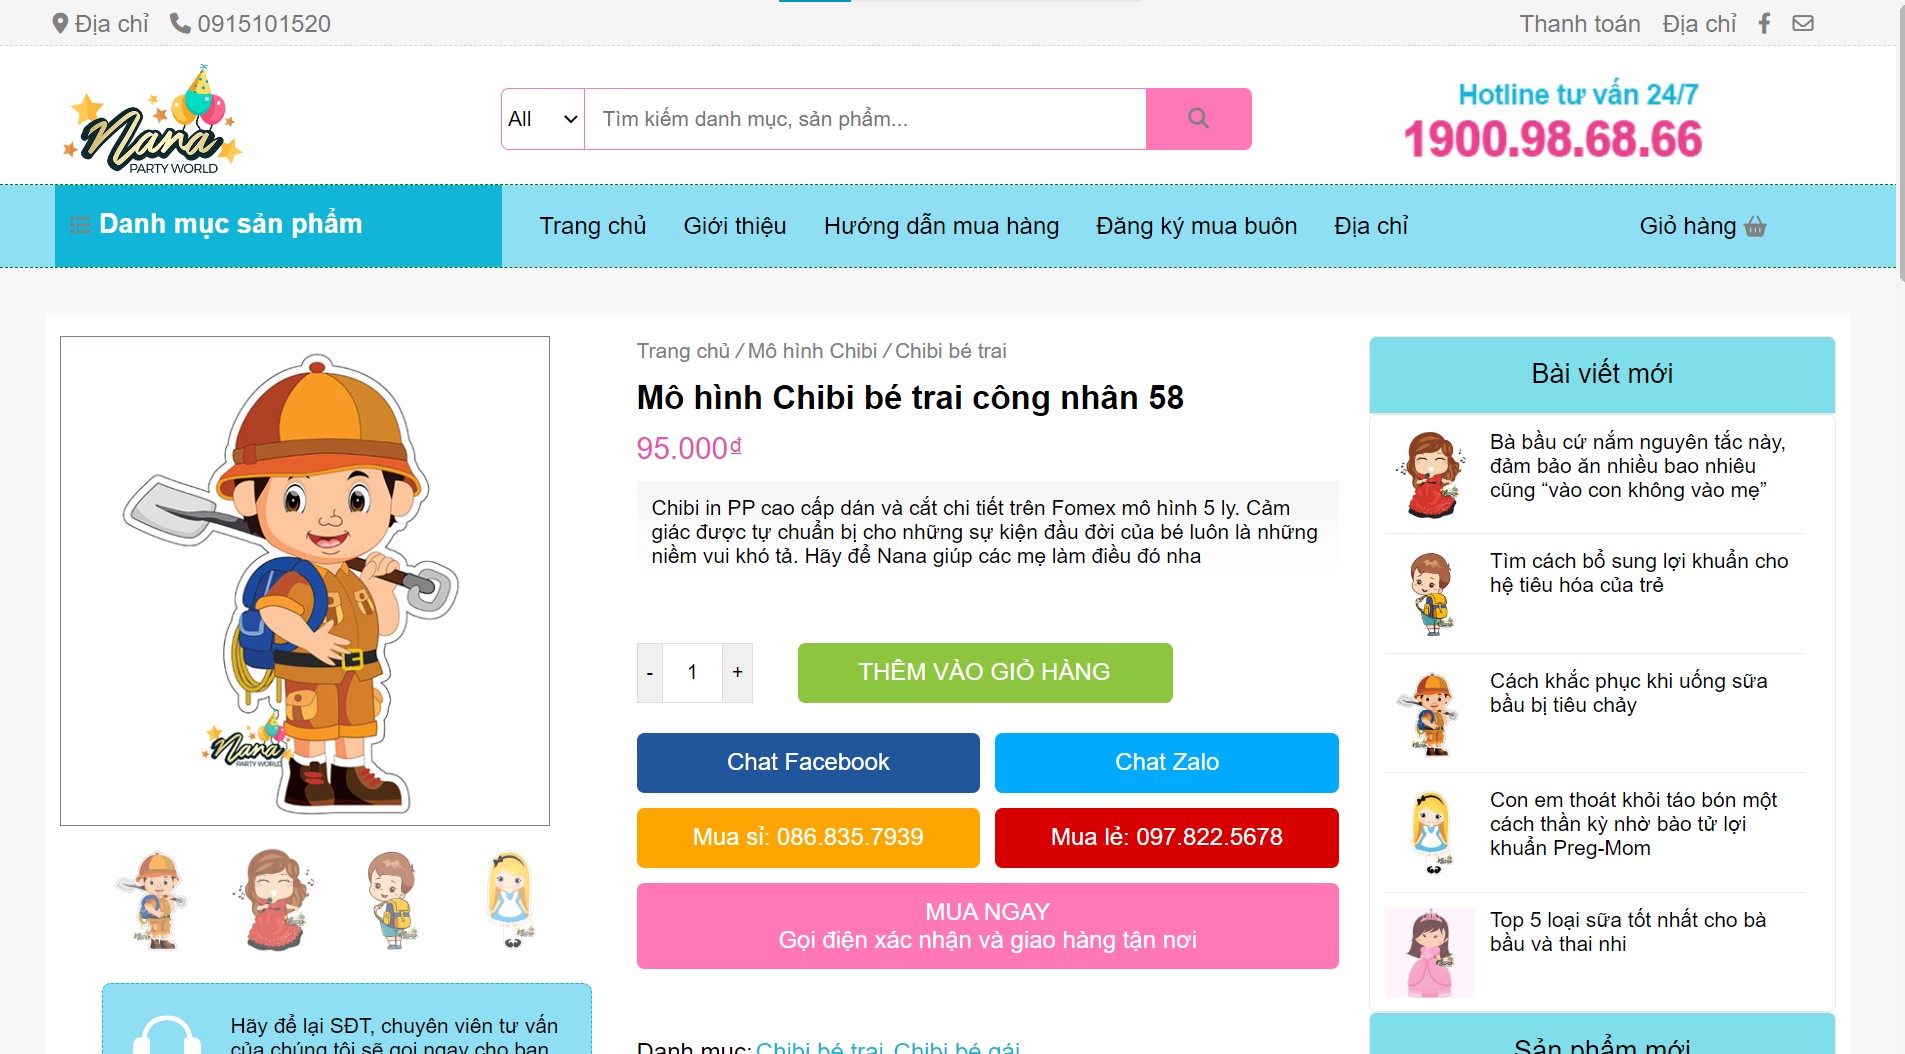 Địa chỉ 0915101520
Thanh toán Địa chỉ
Nana
PARTY WORLD
All
Tìm kiếm danh mục, sản phẩm...
Hotline tư vấn 24/7
1900.98.68.66
Danh mục sản phẩm
Trang chủ Giới thiệu Hướng dẫn mua hàng Đăng ký mua buôn Địa chỉ
Giỏ hàng
Nana
PARTY WORLD
Trang chủ / Mô hình Chibi / Chibi bé trai
Mô hình Chibi bé trai công nhân 58
95.000₫
Chibi in PP cao cấp dán và cắt chi tiết trên Fomex mô hình 5 ly. Cảm
giác được tự chuẩn bị cho những sự kiện đầu đời của bé luôn là những
niềm vui khó tả. Hãy để Nana giúp các mẹ làm điều đó nha
- 1 +
THÊM VÀO GIỎ HÀNG
Chat Facebook
Chat Zalo
Mua sỉ: 086.835.7939
Mua lẻ: 097.822.5678
MUA NGAY
Gọi điện xác nhận và giao hàng tận nơi
Danh mục: Chibi bé trai, Chibi bé gái
Hãy để lại SĐT, chuyên viên tư vấn
của chúng tôi sẽ gọi ngay cho bạn
Bài viết mới
Bà bầu cứ nắm nguyên tắc này,
đảm bảo ăn nhiều bao nhiêu
cũng “vào con không vào mẹ”
Tìm cách bổ sung lợi khuẩn cho
hệ tiêu hóa của trẻ
Cách khắc phục khi uống sữa
bầu bị tiêu chảy
Con em thoát khỏi táo bón một
cách thần kỳ nhờ bào tử lợi
khuẩn Preg-Mom
Top 5 loại sữa tốt nhất cho bà
bầu và thai nhi
Sản phẩm mới